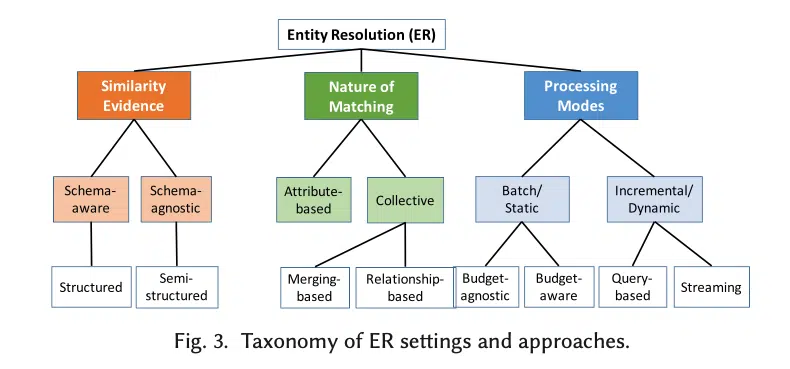 Entity Resolution (ER)
Similarity
Evidence
Nature of
Matching
Processing
Modes
Schema-
aware
Schema-
agnostic
Attribute-
based
Collective
Batch/
Static
Incremental/
Dynamic
Structured
Semi-
structured
Merging-
based
Relationship-
based
Budget-
agnostic
Budget-
aware
Query-
based
Streaming
Fig. 3. Taxonomy of ER settings and approaches.